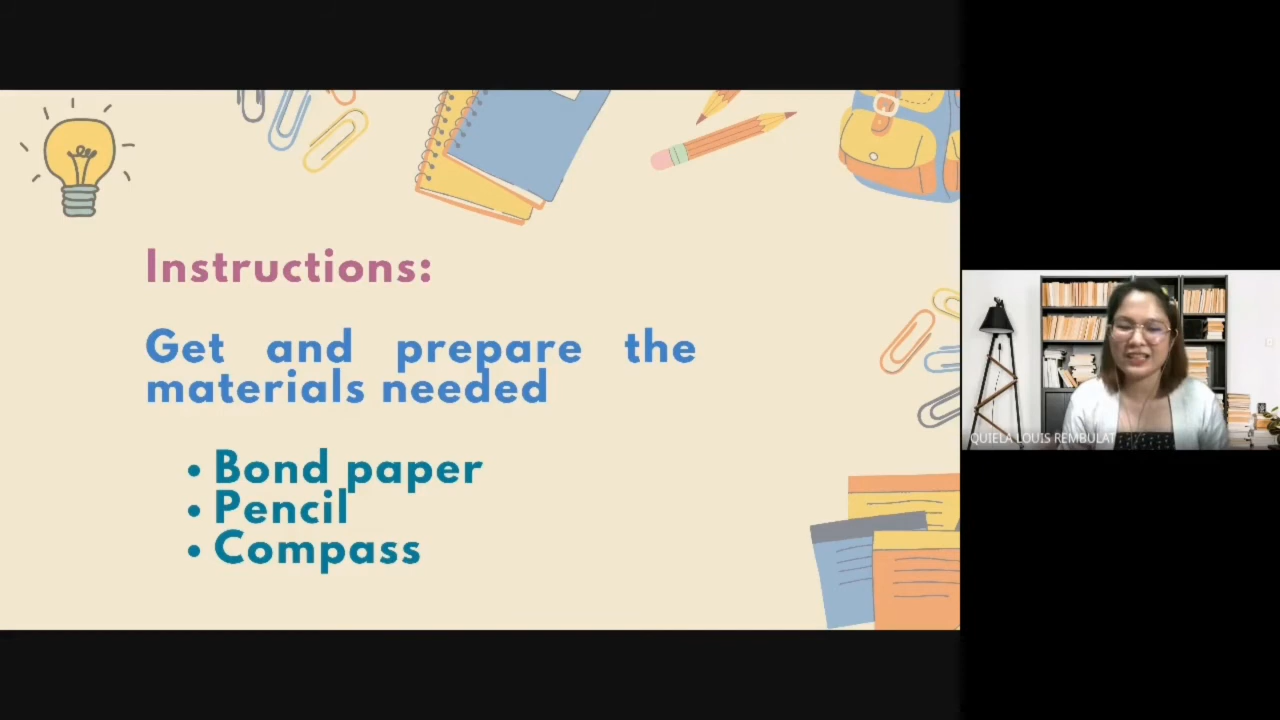 Instructions:
Get and prepare the
materials needed
• Bond paper
• Pencil
• Compass
QUIELA LOUIS REMBULAT